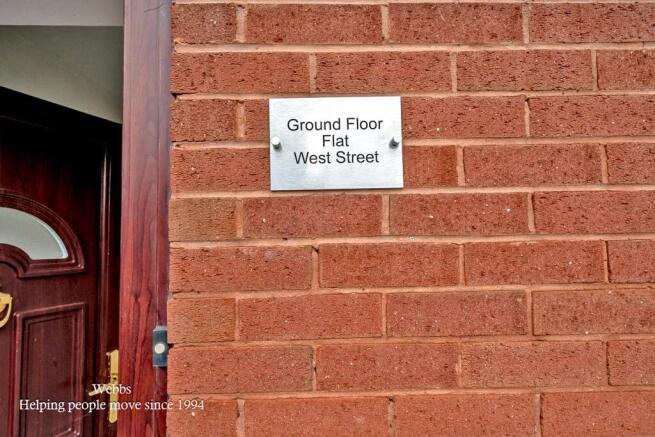 Ground Floor
Flat
West Street
Webbs
Helping people move since 1994